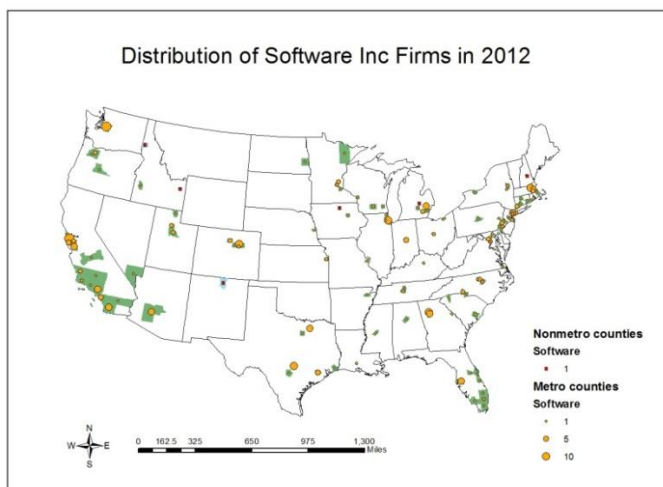 Distribution of Software Inc Firms in 2012
Nonmetro counties
Software
1
Metro counties
Software
1
5
10
N
W E
S
0 162.5 325 650 975 1,300
Miles